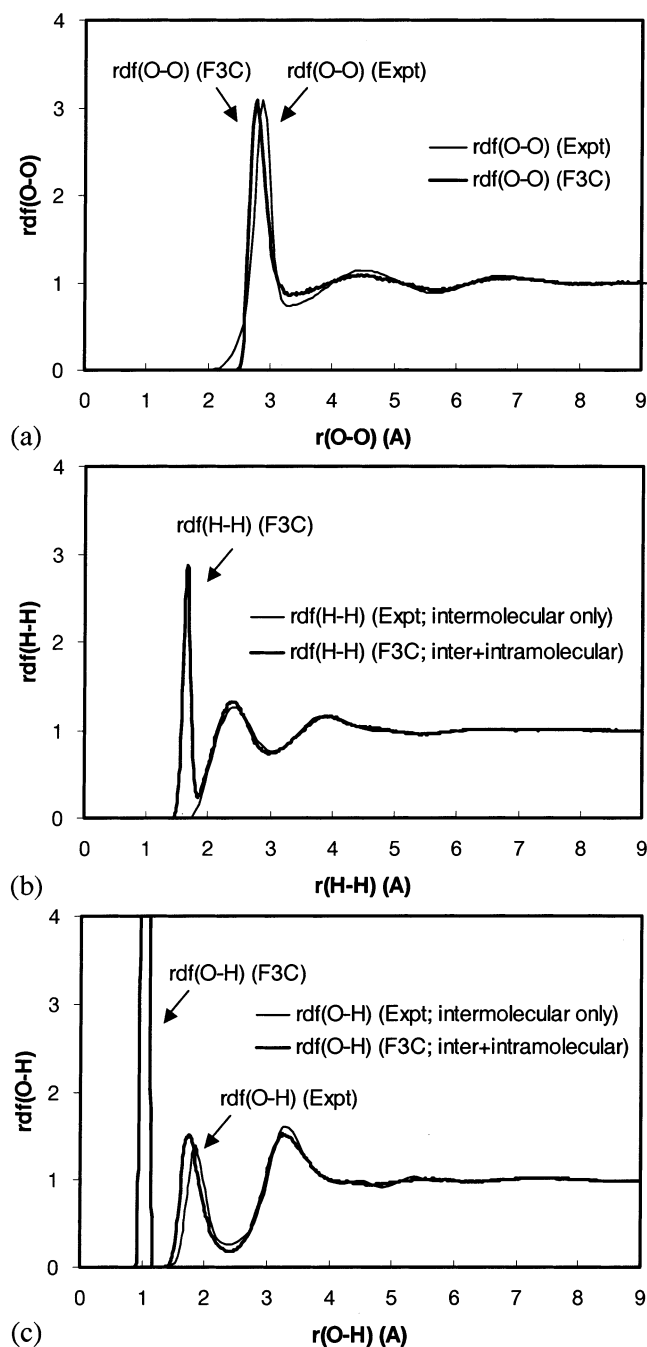 4
rdf(O-O) (F3C) rdf(O-O) (Expt)
3
rdf(O-O) (Expt)
rdf(O-O) (F3C)
rdf(O-O)
2
1
0
0 1 2 3 4 5 6 7 8 9
(a)
r(O-O) (A)
4
rdf(H-H) (F3C)
3
rdf(H-H) (Expt; intermolecular only)
rdf(H-H) (F3C; inter+intramolecular)
rdf(H-H)
2
1
0
0 1 2 3 4 5 6 7 8 9
(b)
r(H-H) (A)
4
rdf(O-H) (F3C)
3
rdf(O-H) (Expt; intermolecular only)
rdf(O-H) (F3C; inter+intramolecular)
rdf(O-H)
2
rdf(O-H) (Expt)
1
0
0 1 2 3 4 5 6 7 8 9
(c)
r(O-H) (A)